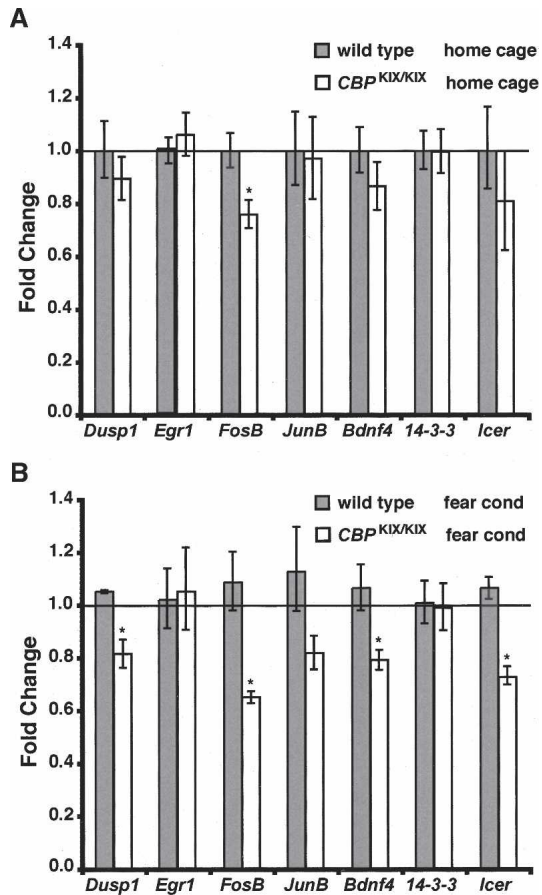 A
wild type home cage
CBP KIX/KIX home cage
Fold Change
1.4
1.2
1.0
0.8
0.6
0.4
0.2
0.0
*
Dusp1 Egr1 FosB JunB Bdnf4 14-3-3 Icer
B
wild type fear cond
CBP KIX/KIX fear cond
Fold Change
1.4
1.2
1.0
0.8
0.6
0.4
0.2
0.0
* * * *
Dusp1 Egr1 FosB JunB Bdnf4 14-3-3 Icer